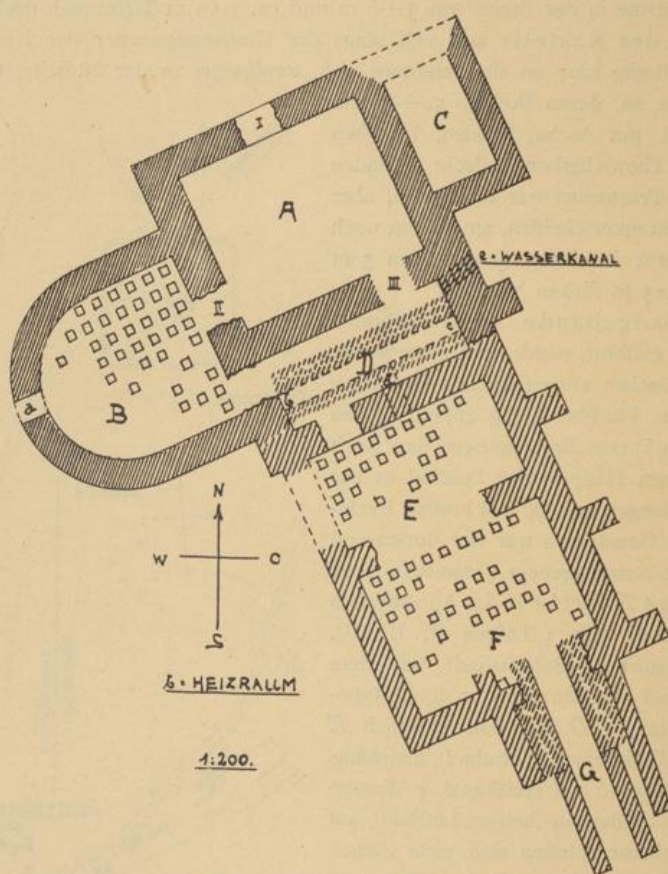 I
C
A
e = WASSERKANAL
III
II
D
c
d
B
E
N
W O
S
F
G = HEIZRAUM
1:200.
G